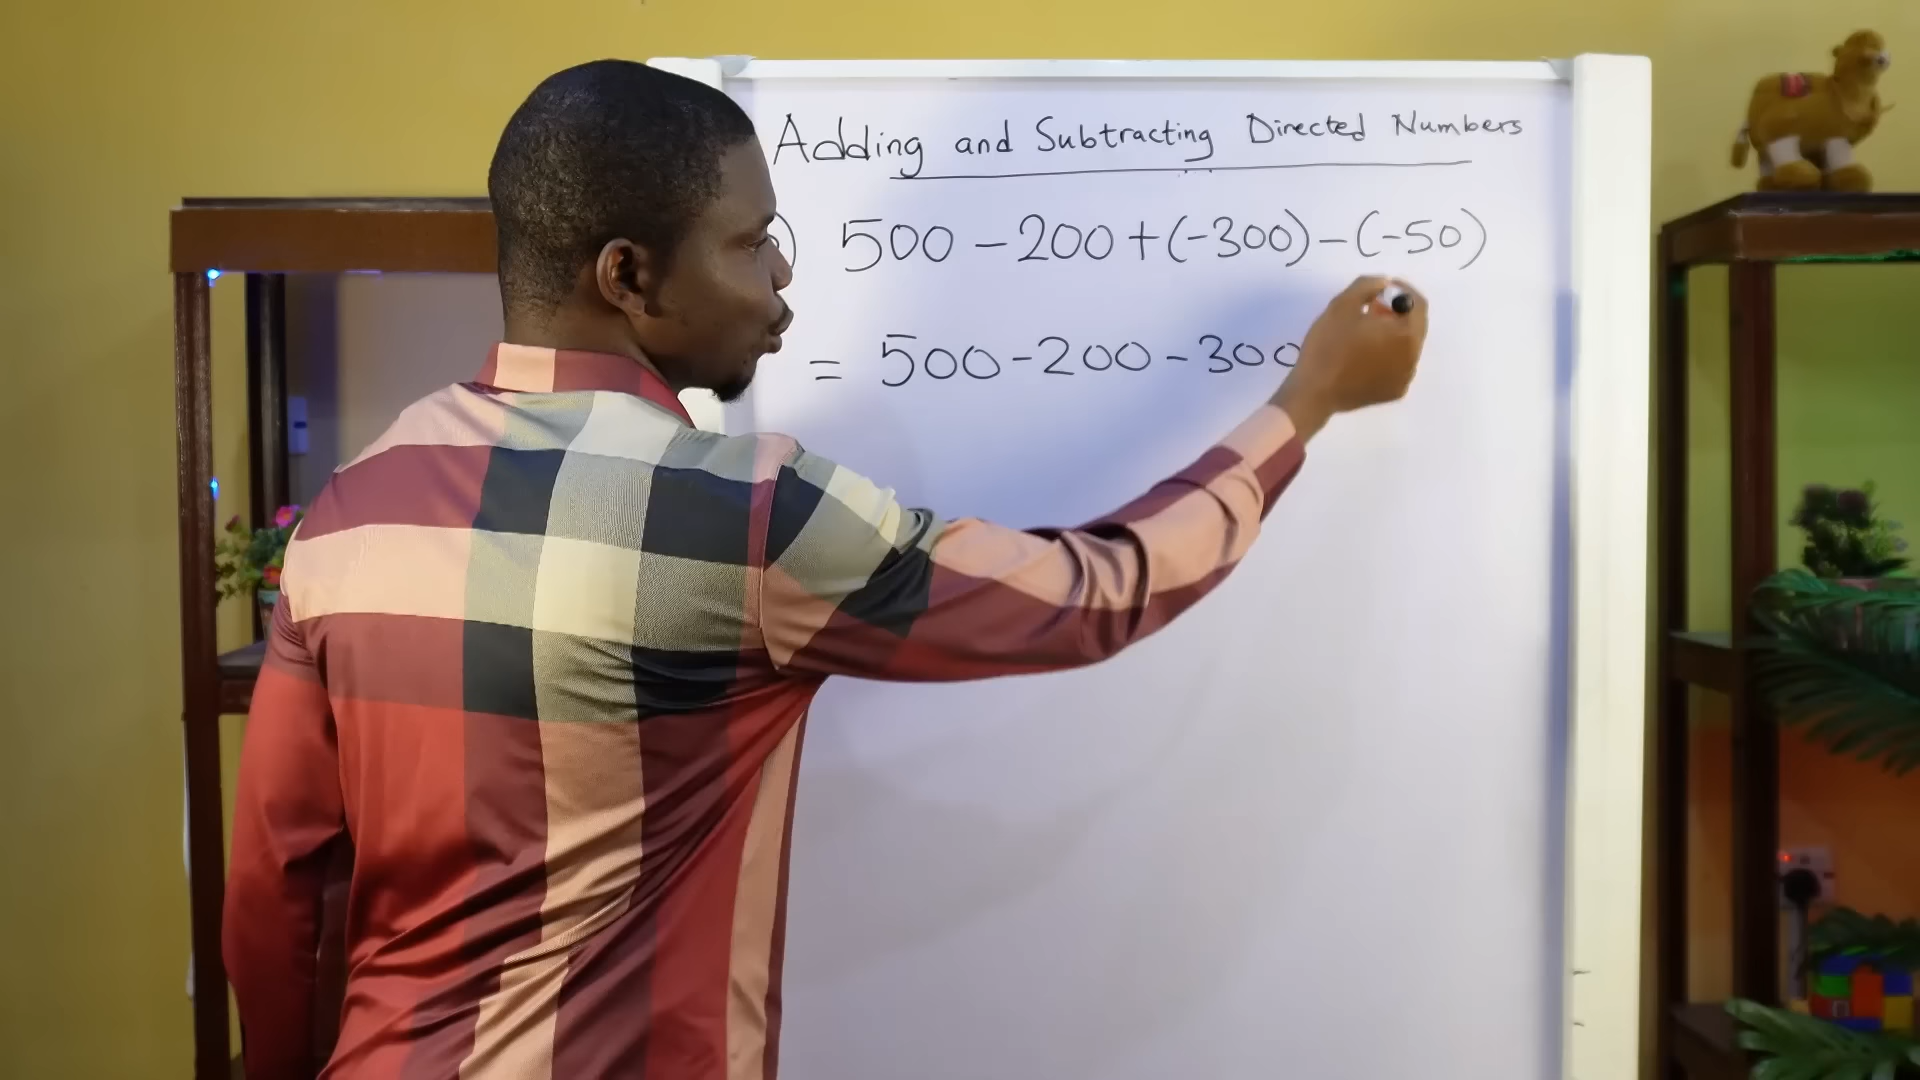 Adding and Subtracting Directed Numbers
) 500 - 200 + (-300) - (-50)
= 500 - 200 - 300